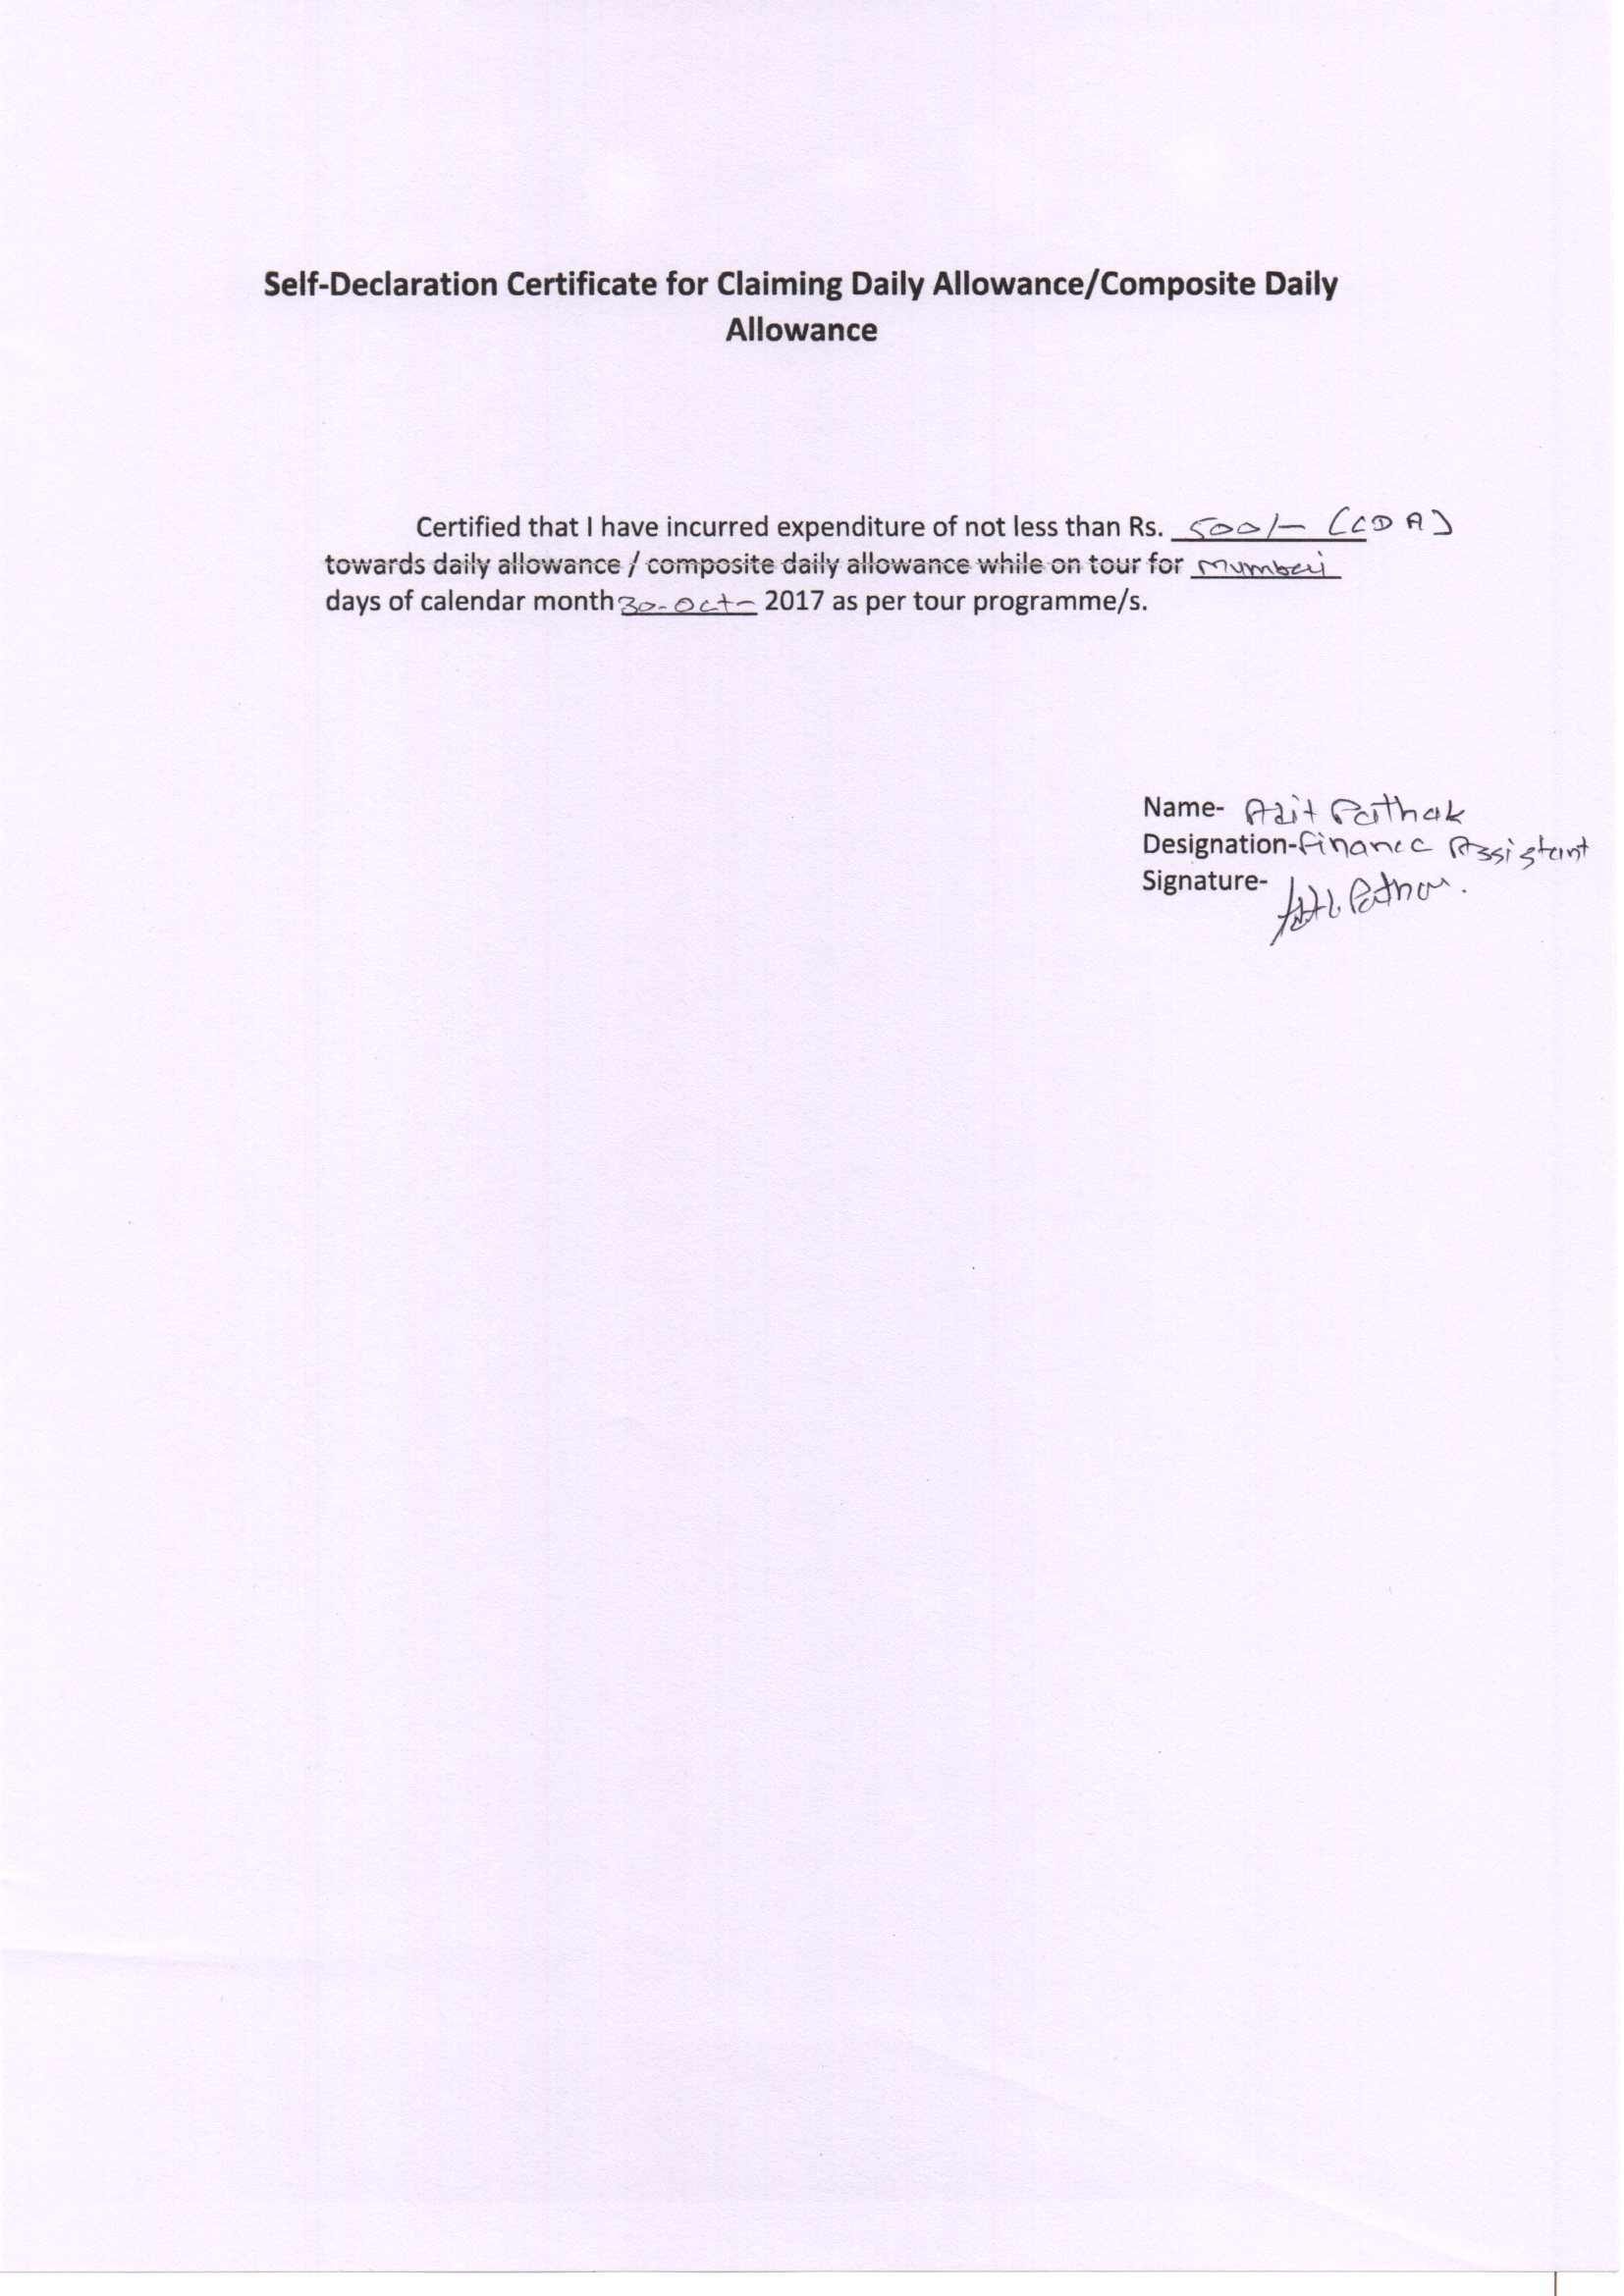 Self-Declaration Certificate for Claiming Daily Allowance/Composite Daily
Allowance
Certified that I have incurred expenditure of not less than Rs. 500/- (CDA)
towards daily allowance / composite daily allowance while on tour for Mumbai
days of calendar month 30-Oct- 2017 as per tour programme/s.
Name- Ajit Pathak
Designation-Finance Assistant
Signature-